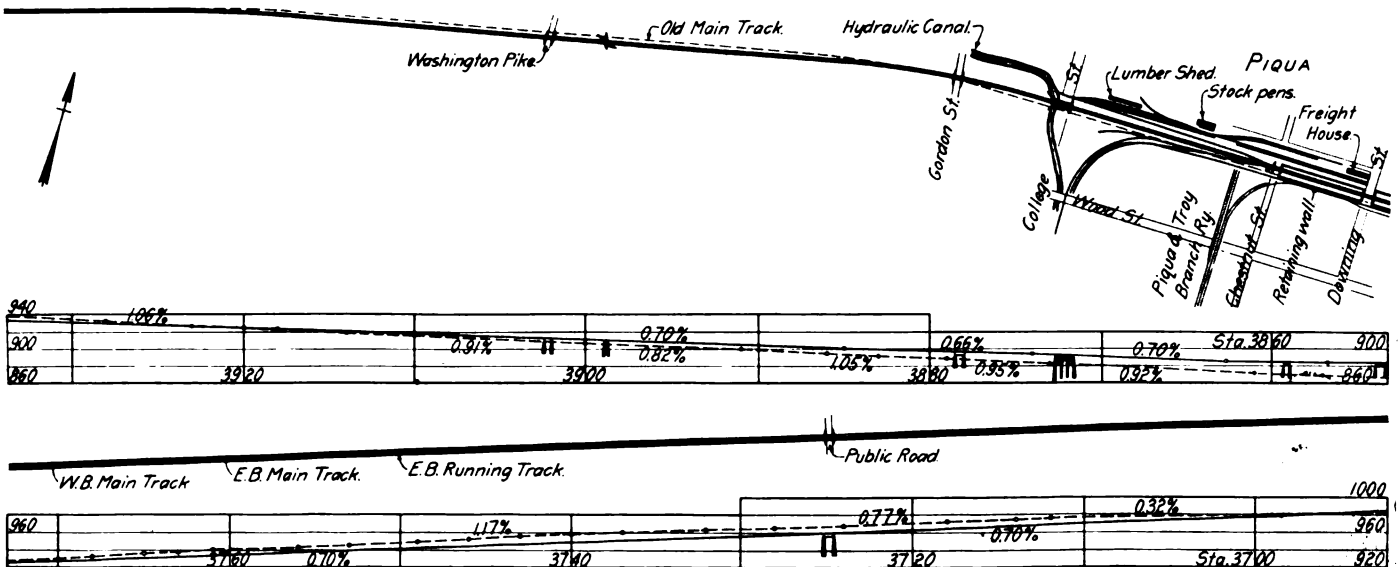 Old Main Track.
Washington Pike
Hydraulic Canal.
Gordon St.
College
St
Lumber Shed.
PIQUA
Stock pens.
Freight
House
St
Wood St
Piqua & Troy
Branch Ry.
Chestnut St
Retaining wall
Downing
940
1.06%
0.70%
0.66%
0.70%
Sta.3860
900
900
0.91%
0.82%
1.05%
0.95%
0.92%
860
3920
3900
3880
860
W.B. Main Track
E.B. Main Track.
E.B. Running Track.
Public Road
1000
960
1.17%
0.77%
0.32%
960
0.70%
3760
0.70%
3740
3720
Sta.3700
920